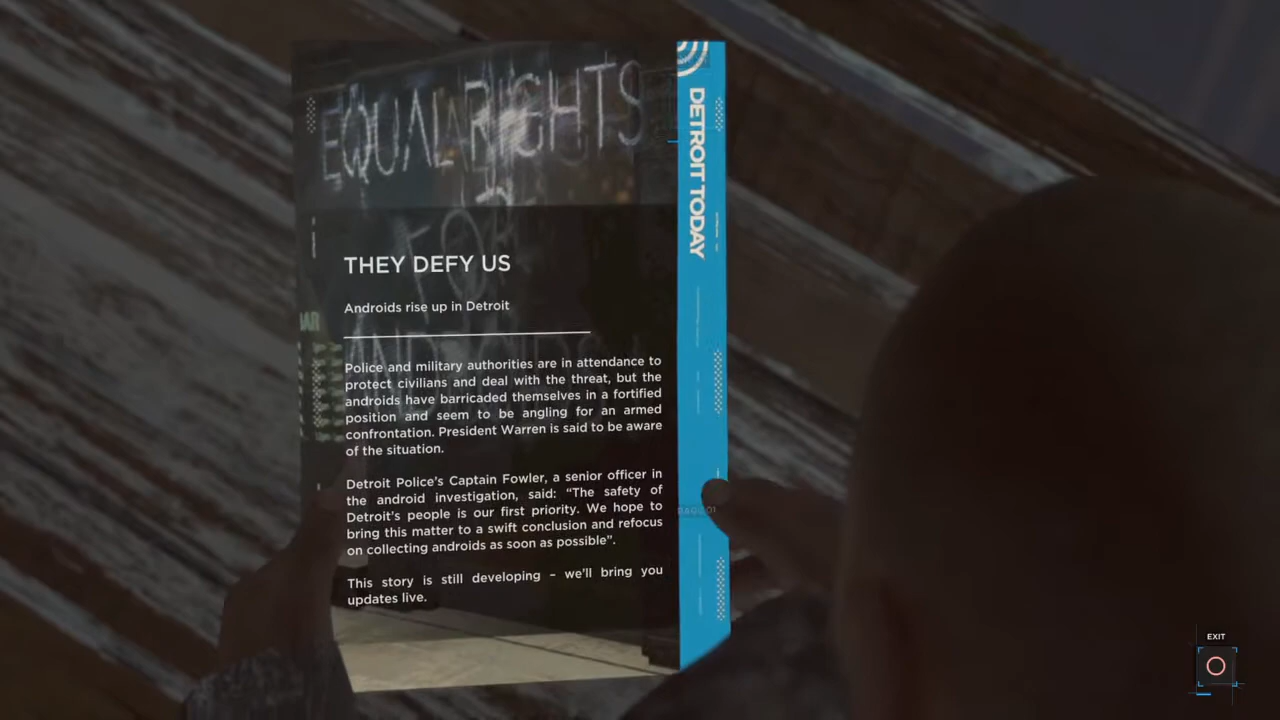 EQUAL RIGHTS
FOR
DETROIT TODAY
THEY DEFY US
Androids rise up in Detroit
Police and military authorities are in attendance to
protect civilians and deal with the threat, but the
androids have barricaded themselves in a fortified
position and seem to be angling for an armed
confrontation. President Warren is said to be aware
of the situation.
Detroit Police's Captain Fowler, a senior officer in
the android investigation, said: “The safety of
Detroit's people is our first priority. We hope to
bring this matter to a swift conclusion and refocus
on collecting androids as soon as possible”.
This story is still developing – we'll bring you
updates live.
EXIT